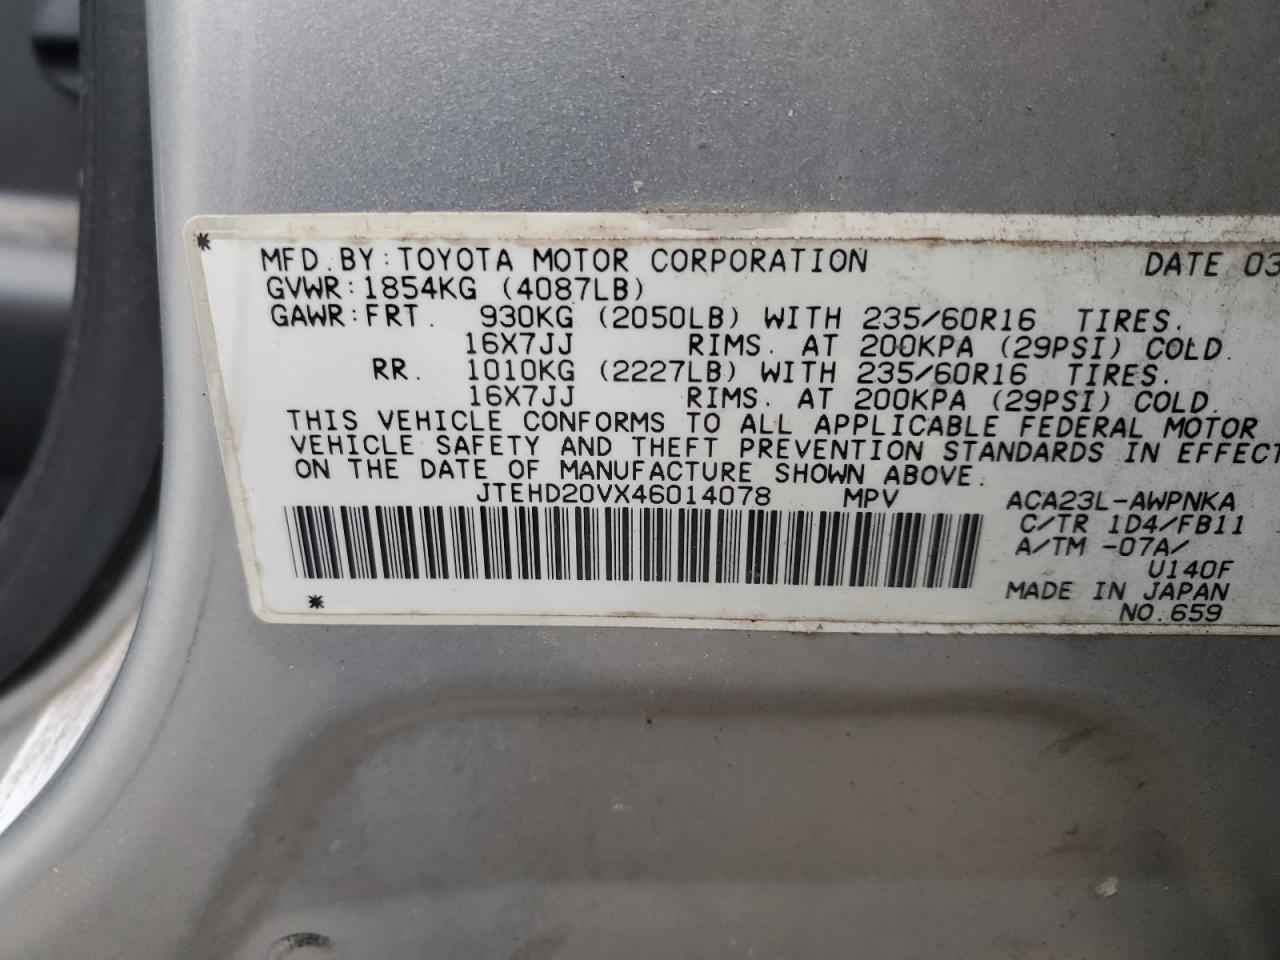 MFD. BY: TOYOTA MOTOR CORPORATION DATE 03
GVWR: 1854KG (4087LB)
GAWR: FRT. 930KG (2050LB) WITH 235/60R16 TIRES.
16X7JJ RIMS. AT 200KPA (29PSI) COLD.
RR. 1010KG (2227LB) WITH 235/60R16 TIRES.
16X7JJ RIMS. AT 200KPA (29PSI) COLD.
THIS VEHICLE CONFORMS TO ALL APPLICABLE FEDERAL MOTOR
VEHICLE SAFETY AND THEFT PREVENTION STANDARDS IN EFFECT
ON THE DATE OF MANUFACTURE SHOWN ABOVE.
JTEHD20VX46014078 MPV ACA23L-AWPNKA
C/TR 1D4/FB11
A/TM -07A/
U140F
MADE IN JAPAN
NO.659